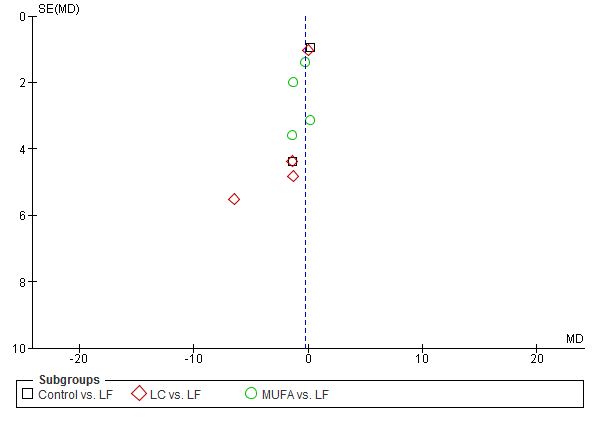 SE(MD)
0
2
4
6
8
10
MD
-20
-10
0
10
20
Subgroups
Control vs. LF
LC vs. LF
MUFA vs. LF